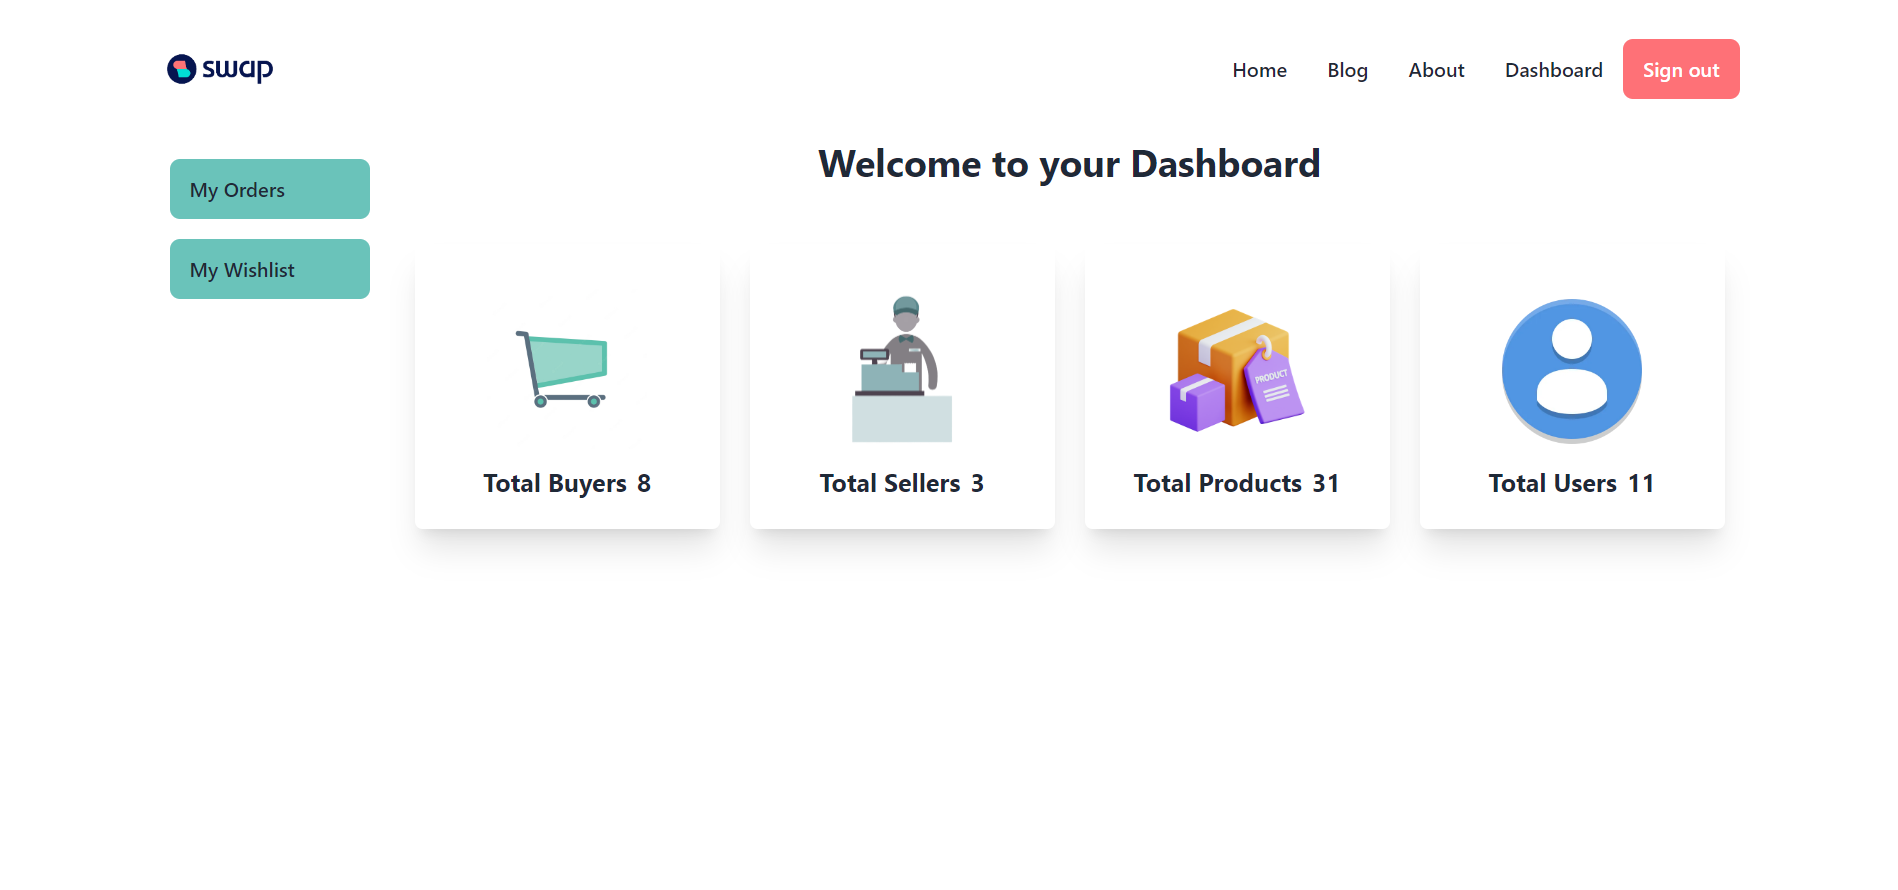 swap
Home Blog About Dashboard Sign out
Welcome to your Dashboard
My Orders
My Wishlist
PRODUCT
Total Buyers 8
Total Sellers 3
Total Products 31
Total Users 11